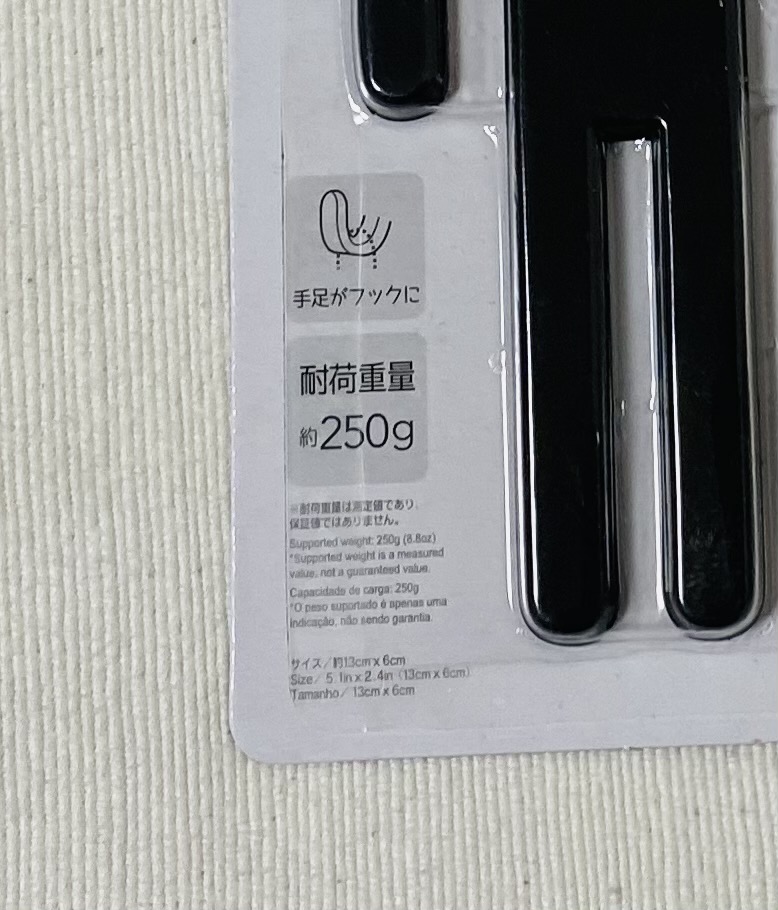 手足がフックに
耐荷重量
約250g
※耐荷重量は測定値であり、
保証値ではありません。
Supported weight: 250g (8.8oz)
*Supported weight is a measured
value, not a guaranteed value.
Capacidade de carga: 250g
*O peso suportado é apenas uma
indicação, não sendo garantia.
サイズ／約13cm x 6cm
Size／5.1in x 2.4in (13cm x 6cm)
Tamanho／13cm x 6cm